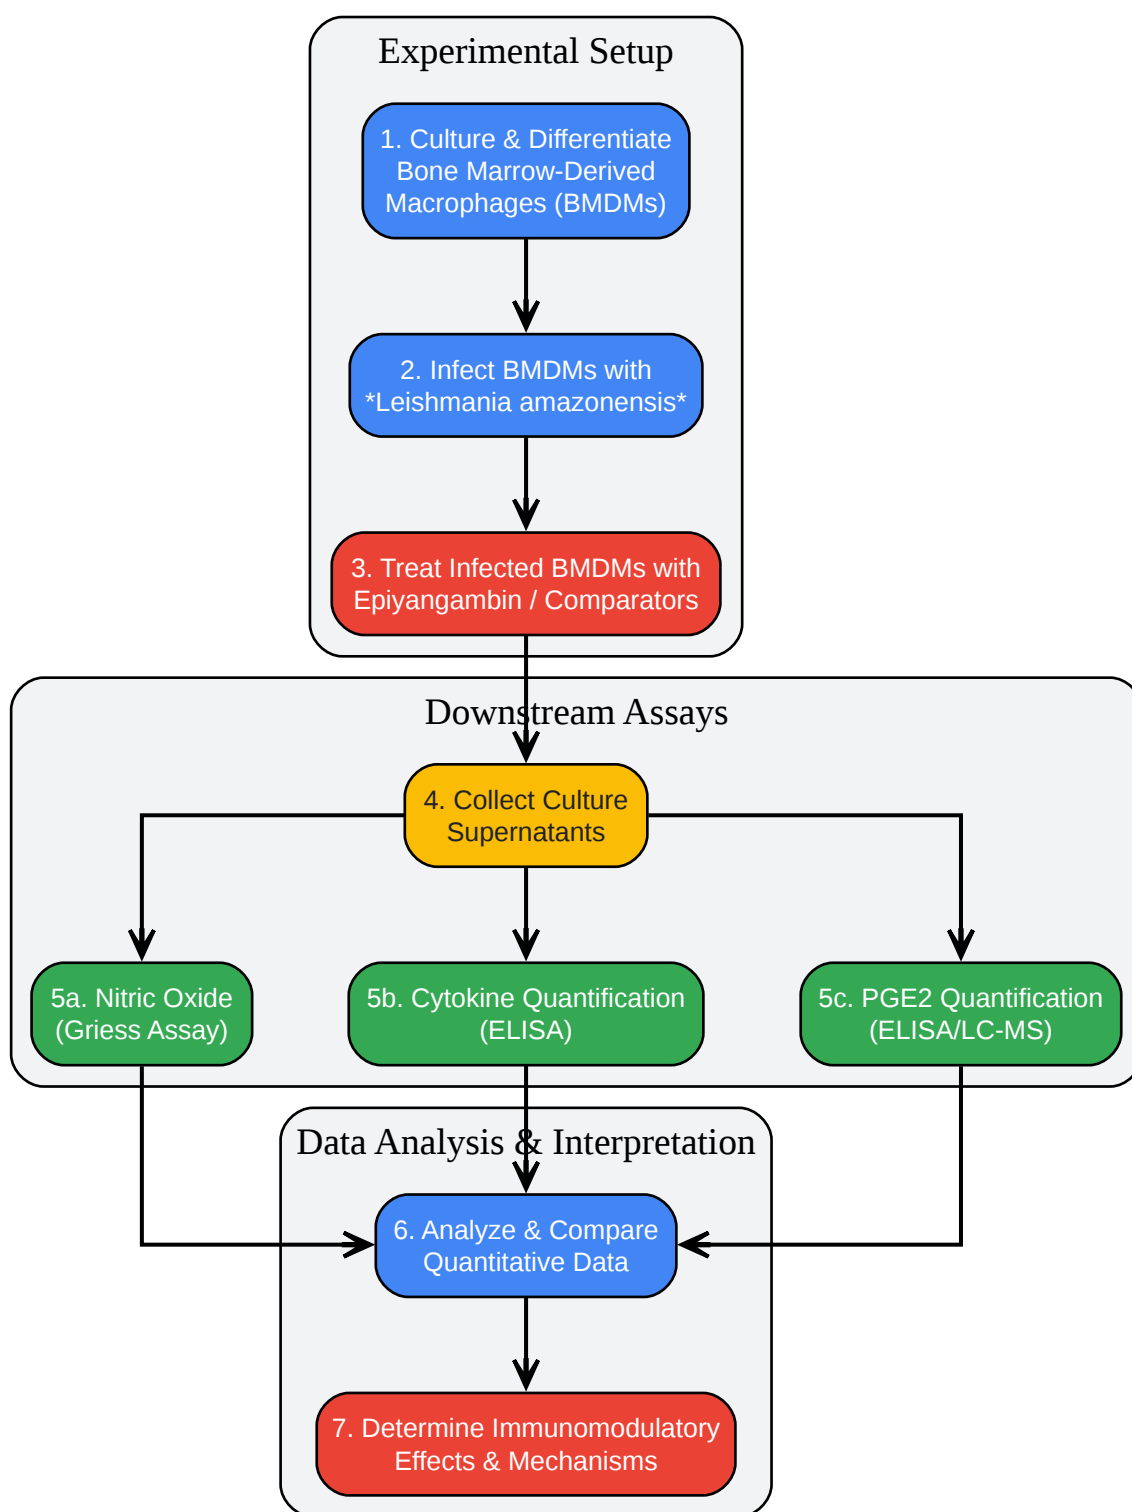 Experimental Setup
1. Culture & Differentiate
Bone Marrow-Derived
Macrophages (BMDMs)
2. Infect BMDMs with
*Leishmania amazonensis*
3. Treat Infected BMDMs with
Epiyangambin / Comparators
Downstream Assays
4. Collect Culture
Supernatants
5a. Nitric Oxide
(Griess Assay)
5b. Cytokine Quantification
(ELISA)
5c. PGE2 Quantification
(ELISA/LC-MS)
Data Analysis & Interpretation
6. Analyze & Compare
Quantitative Data
7. Determine Immunomodulatory
Effects & Mechanisms